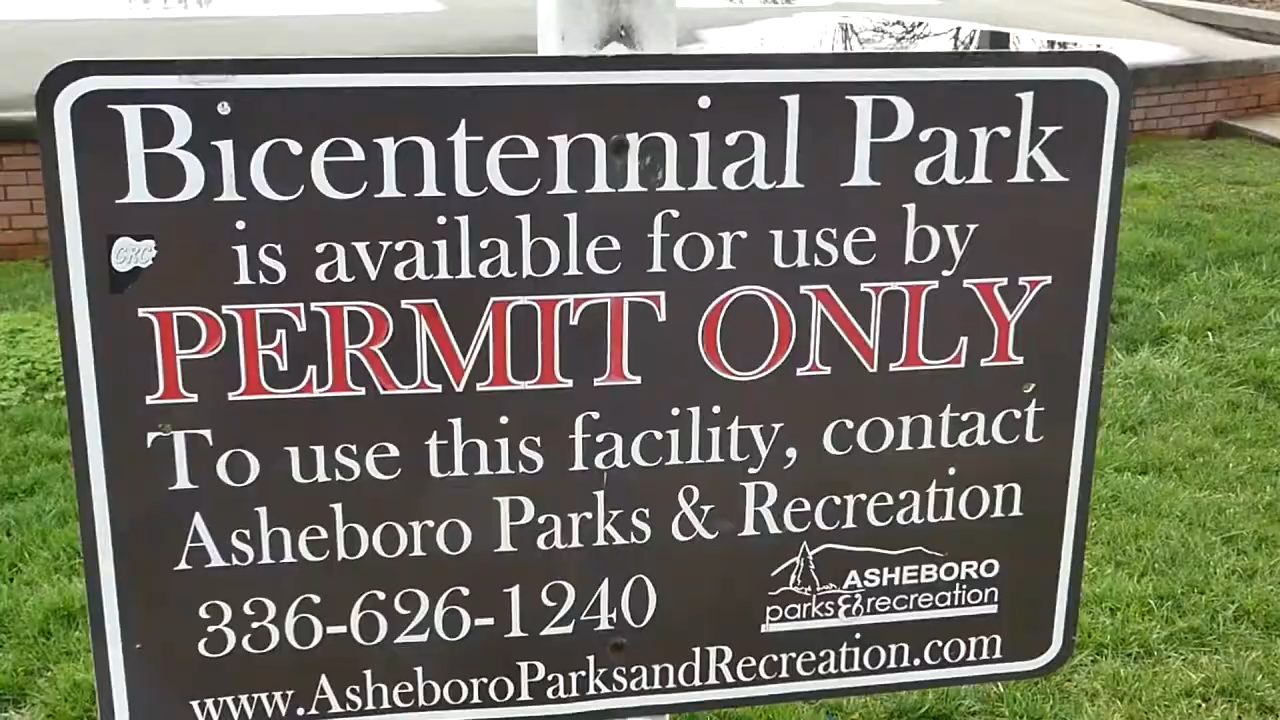 Bicentennial Park
is available for use by
CRC
PERMIT ONLY
To use this facility, contact
Asheboro Parks & Recreation
336-626-1240
ASHEBORO
parks & recreation
www.AsheboroParksandRecreation.com